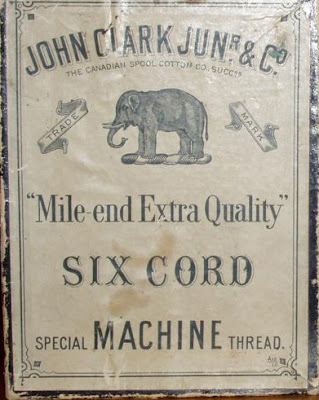 JOHN CLARK JUNR. & CO.
THE CANADIAN SPOOL COTTON CO. SUCCRS
TRADE MARK
"Mile-end Extra Quality"
SIX CORD
SPECIAL MACHINE THREAD.